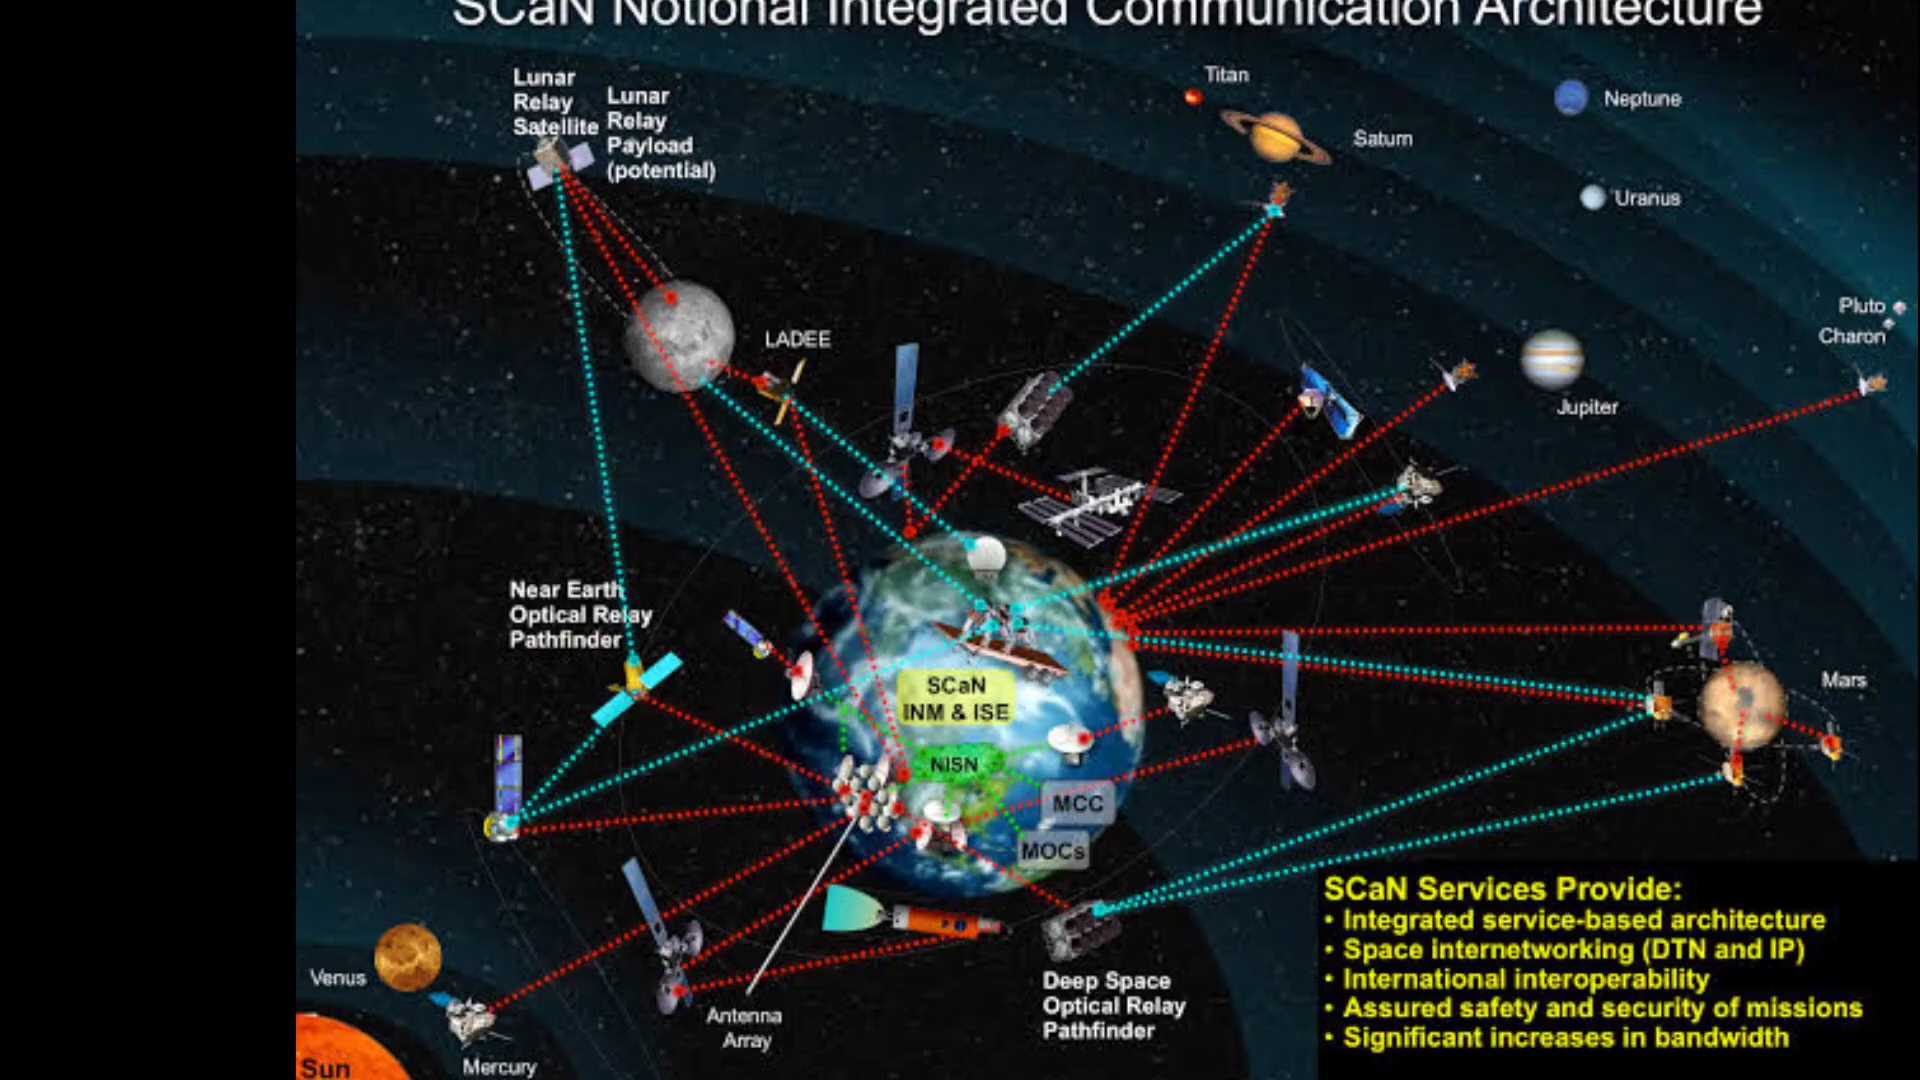 SCaN Notional Integrated Communication Architecture
Lunar
Relay
Satellite
Lunar
Relay
Payload
(potential)
Titan
Saturn
Neptune
Uranus
Pluto
Charon
LADEE
Jupiter
Near Earth
Optical Relay
Pathfinder
SCaN
INM & ISE
NISN
MCC
MOCs
Mars
Venus
Sun
Mercury
Antenna
Array
Deep Space
Optical Relay
Pathfinder
SCaN Services Provide:
• Integrated service-based architecture
• Space internetworking (DTN and IP)
• International interoperability
• Assured safety and security of missions
• Significant increases in bandwidth